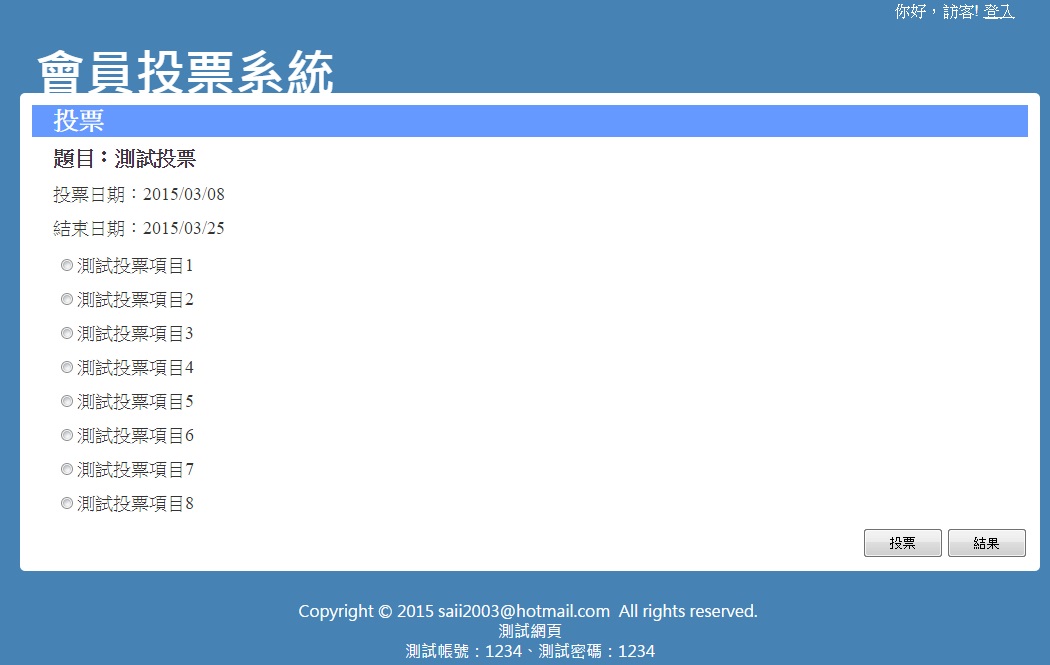 你好，訪客! 登入
會員投票系統
投票
題目：測試投票
投票日期：2015/03/08
結束日期：2015/03/25
測試投票項目1
測試投票項目2
測試投票項目3
測試投票項目4
測試投票項目5
測試投票項目6
測試投票項目7
測試投票項目8
投票 結果
Copyright © 2015 saii2003@hotmail.com  All rights reserved.
測試網頁
測試帳號：1234、測試密碼：1234